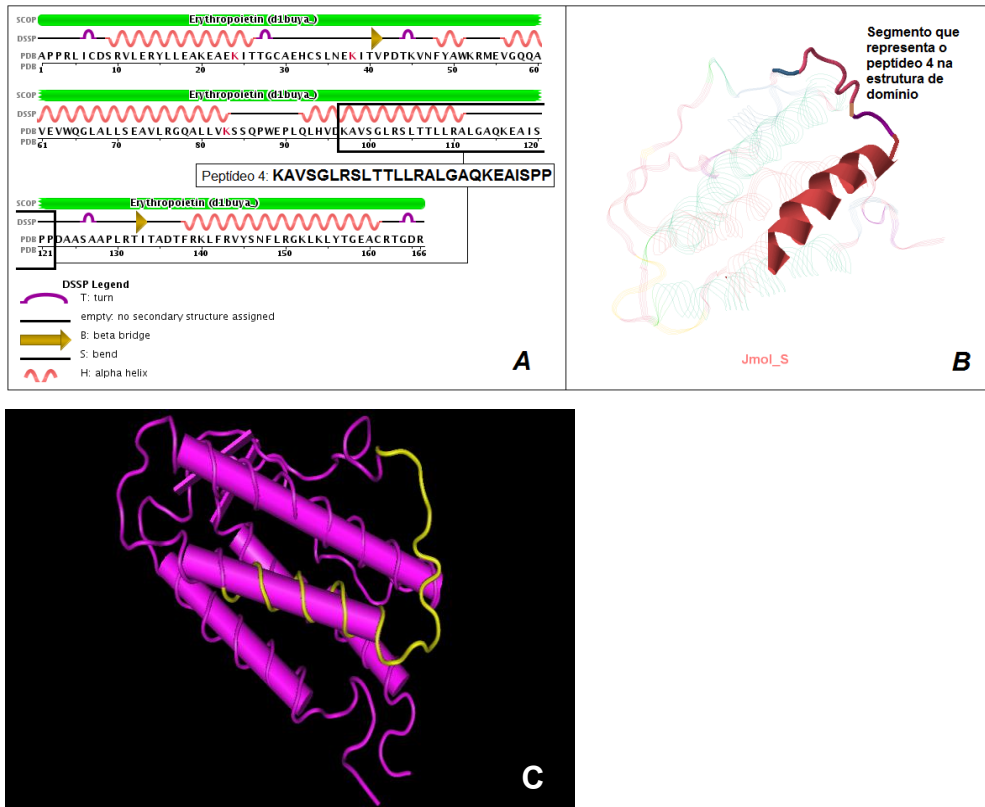 SCOP Erythropoietin (d1buya_)
DSSP
PDB APPRLICDSRVLERYLLEAKEAEKITTGCAEHCSLNEKITVPDTKVNFYAWKRMEVGQQA
PDB 1 10 20 30 40 50 60
SCOP Erythropoietin (d1buya_)
DSSP
PDB VEVWQGLALLSEAVLRGQALLVKSSQPWEPLQLHVDKAVSGLRSLTTLLRALGAQKEAIS
PDB 61 70 80 90 100 110 120
Peptídeo 4: KAVSGLRSLTTLLRALGAQKEAISPP
SCOP Erythropoietin (d1buya_)
DSSP
PDB PPDAASAAPLRTITADTFRKLFRVYSNFLRGKLKLYTGEACRTGDR
PDB 121 130 140 150 160 166
DSSP Legend
T: turn
empty: no secondary structure assigned
B: beta bridge
S: bend
H: alpha helix
A
Segmento que
representa o
peptídeo 4 na
estrutura de
domínio
Jmol_S
B
C